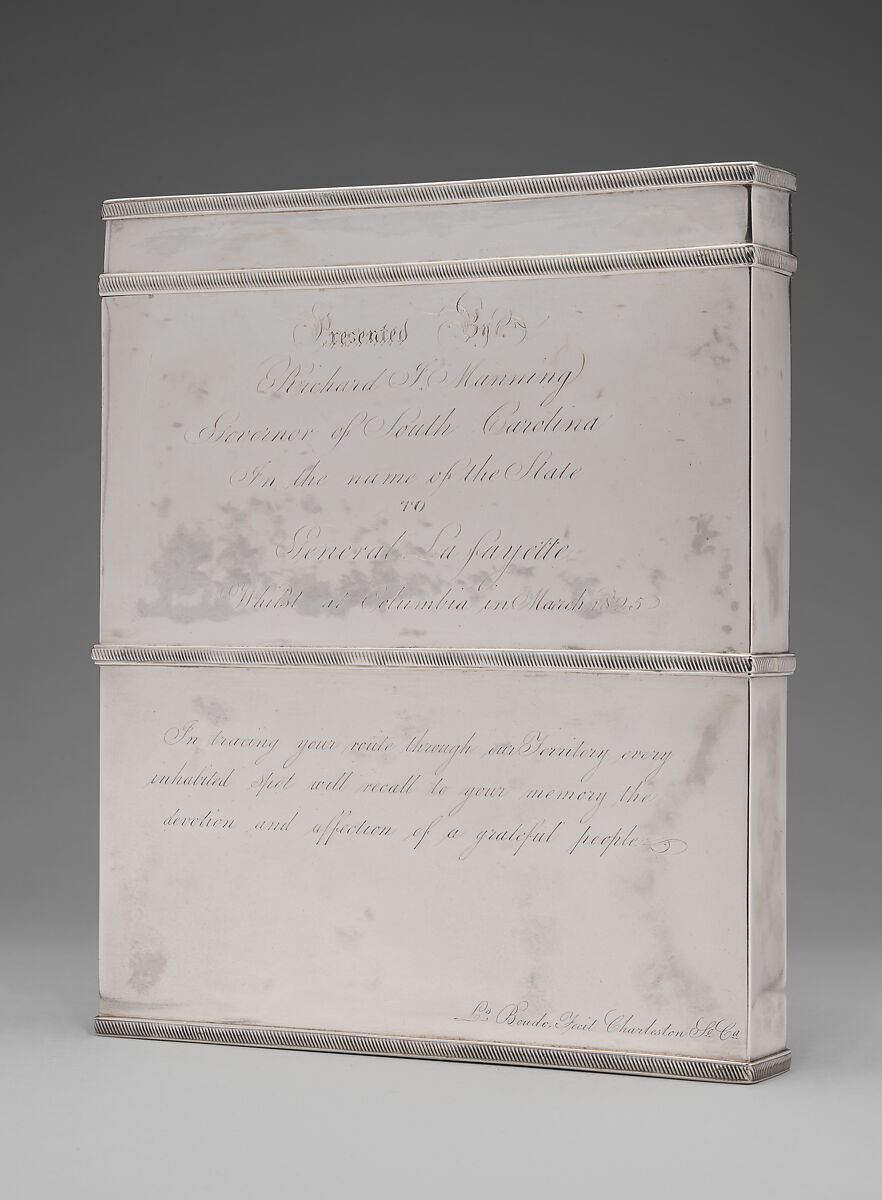 Presented By
Richard I. Manning
Governor of South Carolina
In the name of the State
TO
General La fayette
Whilst at Columbia in March 1825
In tracing your route through our Territory every
inhabited spot will recall to your memory the
devotion and affection of a grateful people
Ls Boudo, Fecit Charleston So Ca